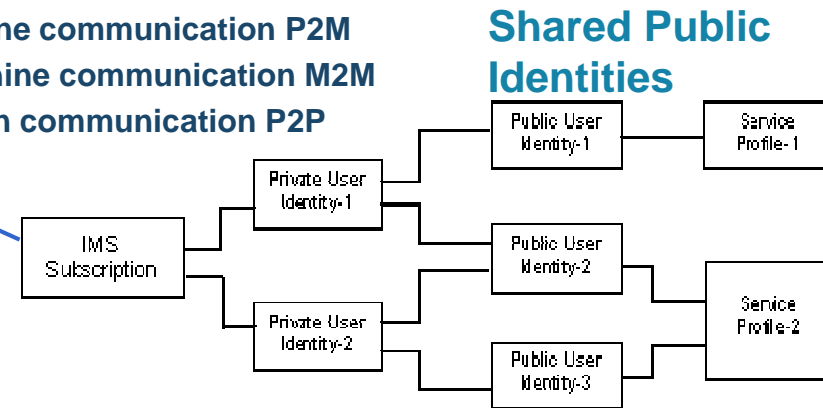 ne communication P2M
hine communication M2M
n communication P2P
Shared Public
Identities
Public User
Identity-1
Service
Profile-1
Private User
Identity-1
IMS
Subscription
Public User
Identity-2
Service
Profile-2
Private User
Identity-2
Public User
Identity-3